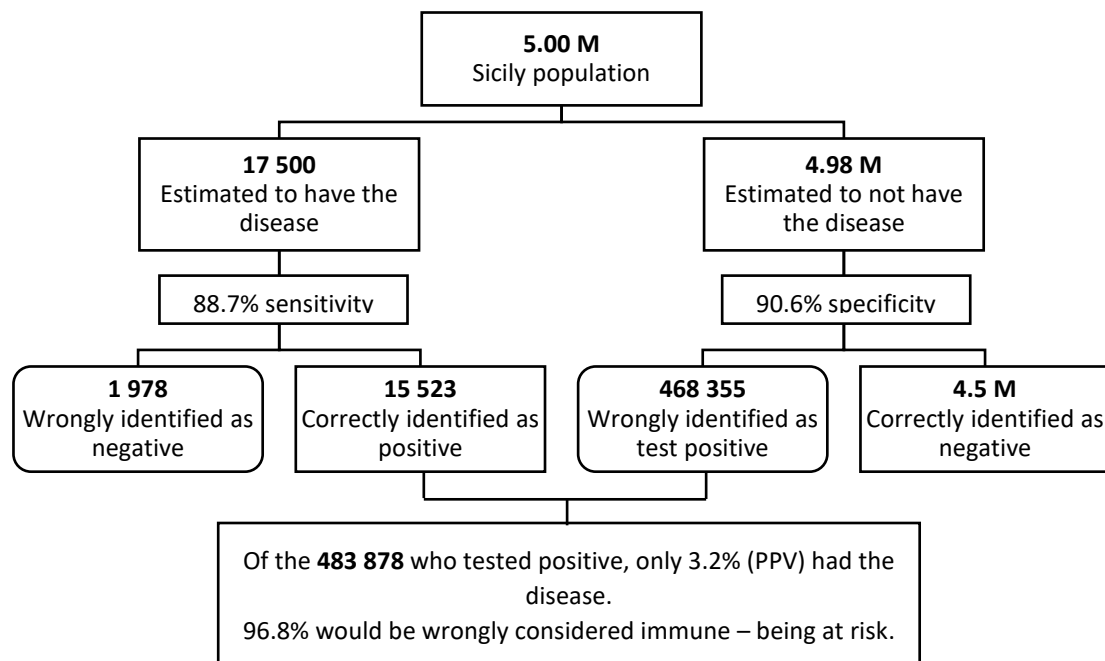 5.00 M
Sicily population
17 500
Estimated to have the
disease
4.98 M
Estimated to not have
the disease
88.7% sensitivity
90.6% specificity
1 978
Wrongly identified as
negative
15 523
Correctly identified as
positive
468 355
Wrongly identified as
test positive
4.5 M
Correctly identified as
negative
Of the 483 878 who tested positive, only 3.2% (PPV) had the
disease.
96.8% would be wrongly considered immune – being at risk.